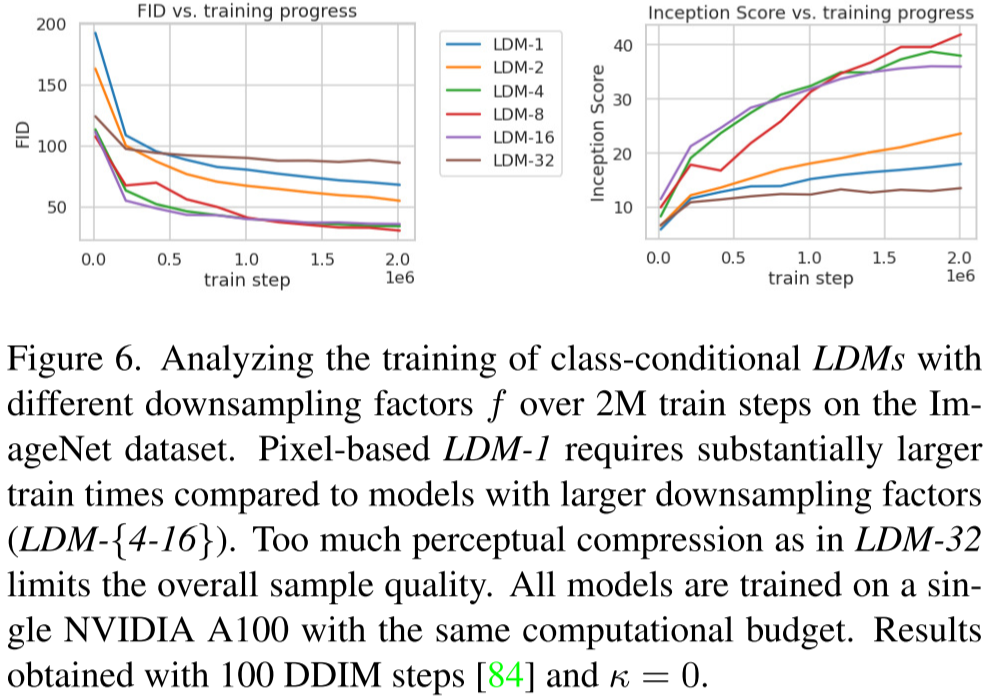 FID vs. training progress
200
150
100
50
FID
0.0 0.5 1.0 1.5 2.0
1e6
train step
LDM-1
LDM-2
LDM-4
LDM-8
LDM-16
LDM-32
Inception Score vs. training progress
40
30
20
10
Inception Score
0.0 0.5 1.0 1.5 2.0
1e6
train step
Figure 6. Analyzing the training of class-conditional LDMs with
different downsampling factors f over 2M train steps on the Im-
ageNet dataset. Pixel-based LDM-1 requires substantially larger
train times compared to models with larger downsampling factors
(LDM-{4-16}). Too much perceptual compression as in LDM-32
limits the overall sample quality. All models are trained on a sin-
gle NVIDIA A100 with the same computational budget. Results
obtained with 100 DDIM steps [84] and κ = 0.